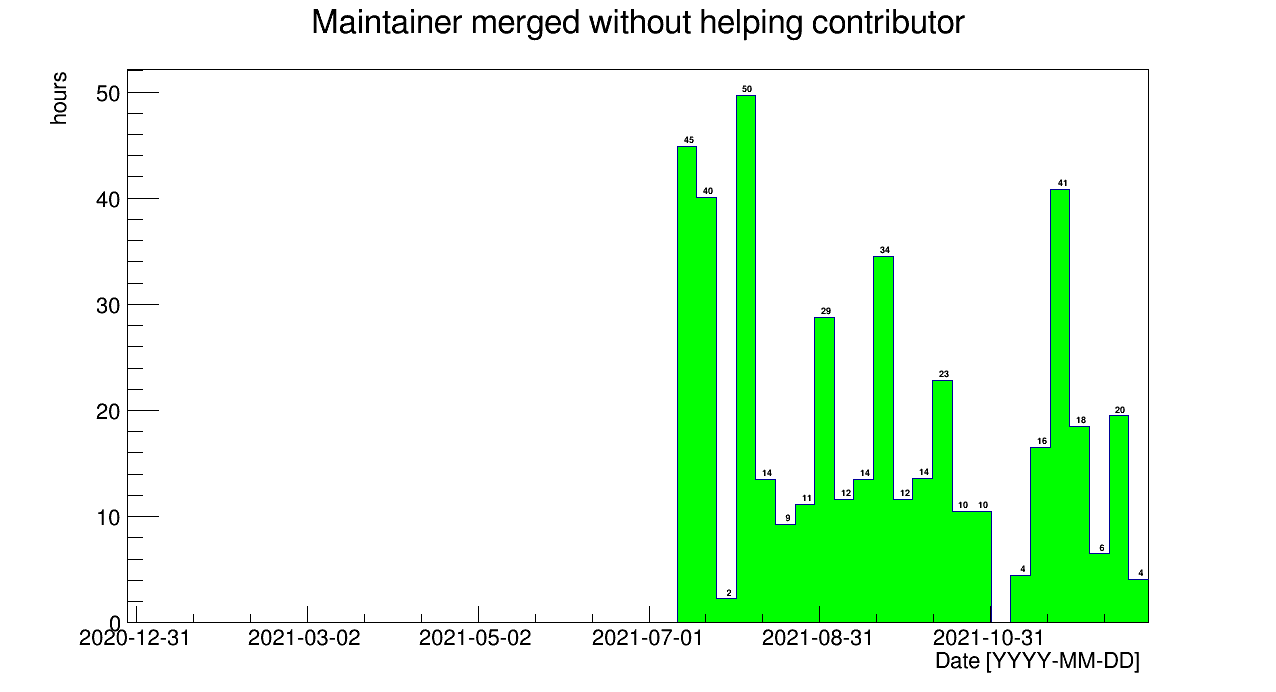 Maintainer merged without helping contributor
hours
50
40
30
20
10
0
45 40 2 50 14 9 11 29 12 14 34 12 14 23 10 10 4 16 41 18 6 20 4
2020-12-31 2021-03-02 2021-05-02 2021-07-01 2021-08-31 2021-10-31
Date [YYYY-MM-DD]